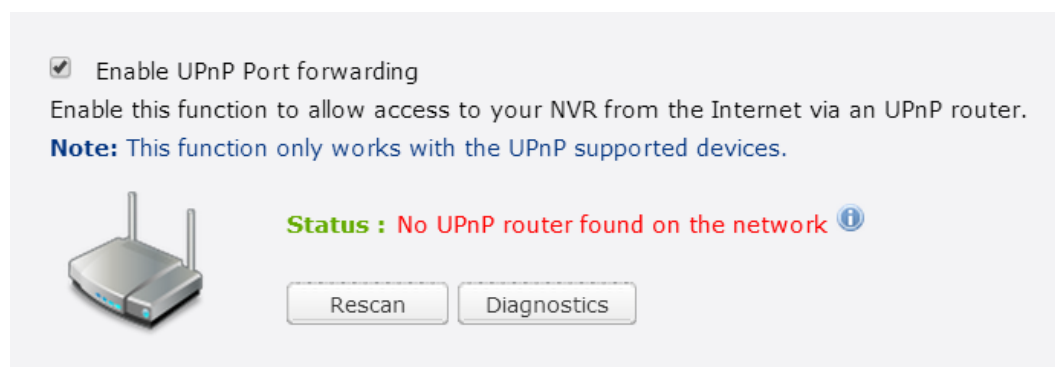 Enable UPnP Port forwarding
Enable this function to allow access to your NVR from the Internet via an UPnP router.
Note: This function only works with the UPnP supported devices.
Status : No UPnP router found on the network
Rescan Diagnostics